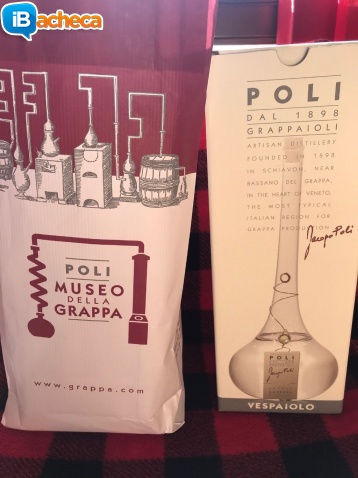 iBacheca
POLI
MUSEO
DELLA
GRAPPA
www.grappa.com
POLI
DAL 1898
GRAPPAIOLI
ARTISAN DISTILLERY
FOUNDED IN 1898
IN SCHIAVON, NEAR
BASSANO DEL GRAPPA,
IN THE HEART OF VENETO,
THE MOST TYPICAL
ITALIAN REGION FOR
GRAPPA PRODUCTION
Jacopo Poli
POLI
Jacopo Poli
VESPAIOLO